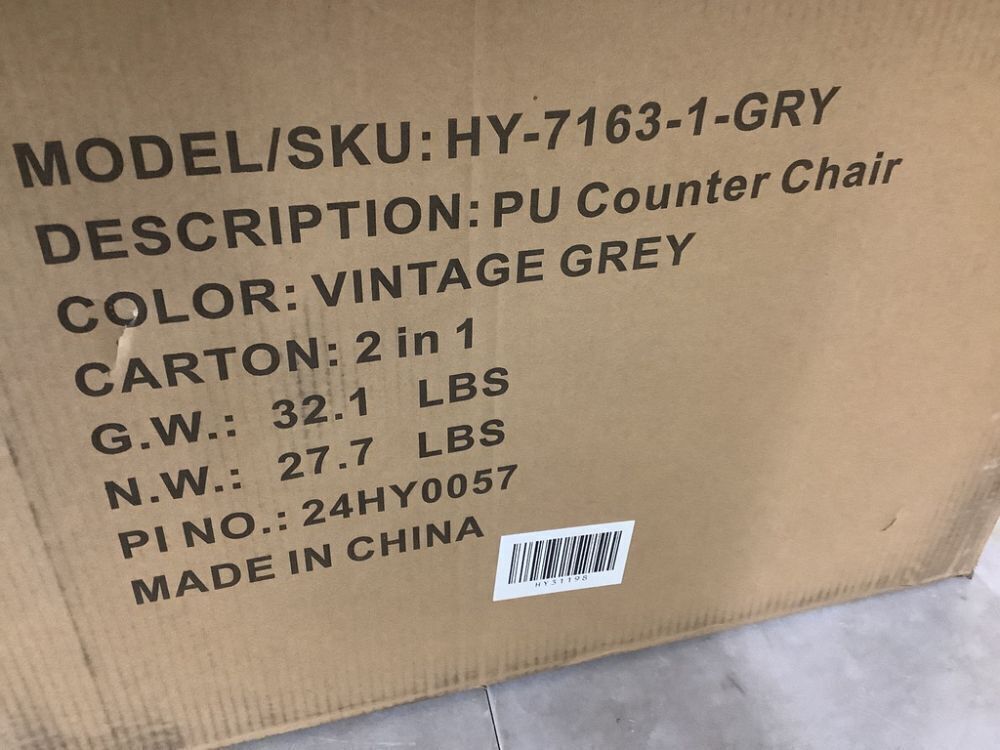 MODEL/SKU: HY-7163-1-GRY
DESCRIPTION: PU Counter Chair
COLOR: VINTAGE GREY
CARTON: 2 in 1
G.W.: 32.1 LBS
N.W.: 27.7 LBS
PI NO.: 24HY0057
MADE IN CHINA
HY31198